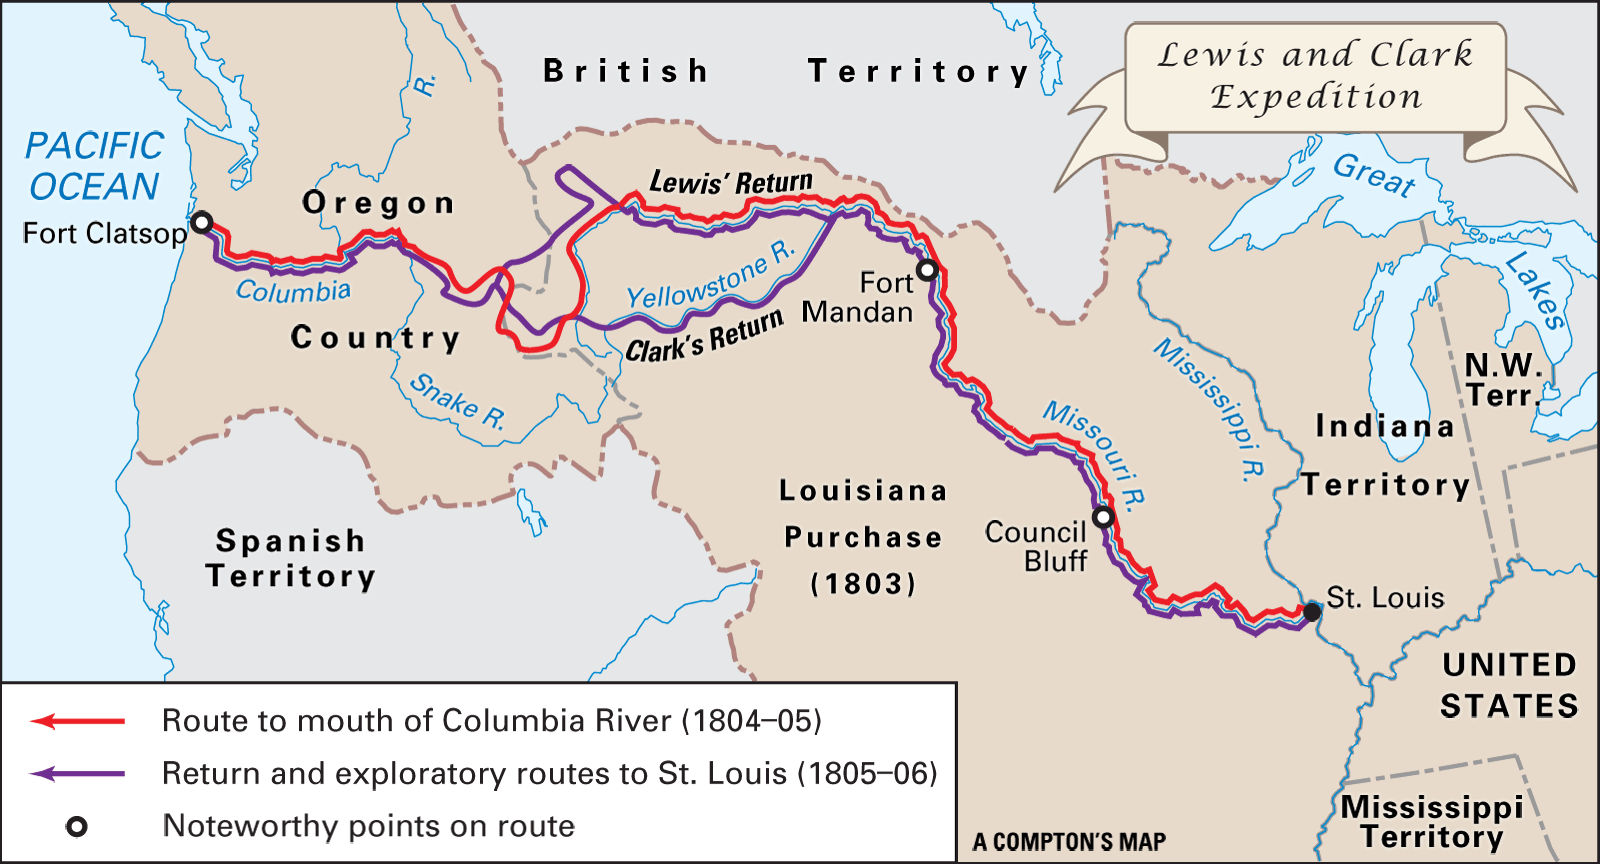 Lewis and Clark
Expedition
British Territory
PACIFIC
OCEAN
R.
Great
Lakes
Oregon
Country
Lewis' Return
Fort Clatsop
Columbia
Yellowstone R.
Clark's Return
Fort
Mandan
Snake R.
Mississippi R.
Missouri R.
N.W.
Terr.
Indiana
Territory
Louisiana
Purchase
(1803)
Council
Bluff
Spanish
Territory
St. Louis
UNITED
STATES
Mississippi
Territory
Route to mouth of Columbia River (1804–05)
Return and exploratory routes to St. Louis (1805–06)
Noteworthy points on route
A COMPTON'S MAP